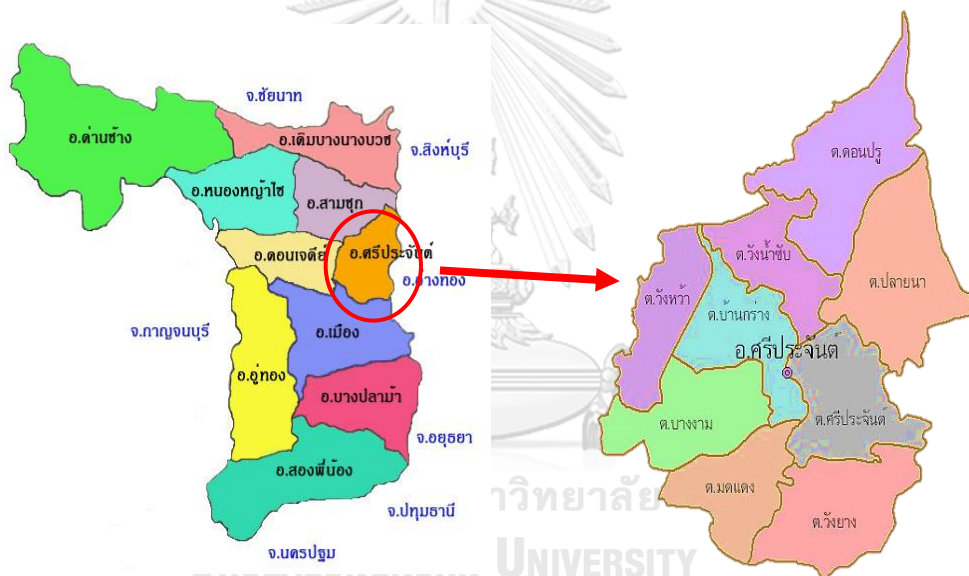 จ.ชัยนาท
อ.ด่านช้าง
อ.เดิมบางนางบวช
จ.สิงห์บุรี
อ.หนองหญ้าไซ
อ.สามชุก
อ.ดอนเจดีย์
อ.ศรีประจันต์
อ.อ่างทอง
จ.กาญจนบุรี
อ.เมือง
อ.อู่ทอง
อ.บางปลาม้า
จ.อยุธยา
อ.สองพี่น้อง
จ.ปทุมธานี
จ.นครปฐม
ต.ดอนปรู
ต.วังน้ำซับ
ต.ปลายนา
ต.วังหว้า
ต.บ้านกร่าง
อ.ศรีประจันต์
ต.ศรีประจันต์
ต.บางงาม
ต.มดแดง
ต.วังยาง
าวิทยาลัย
UNIVERSITY